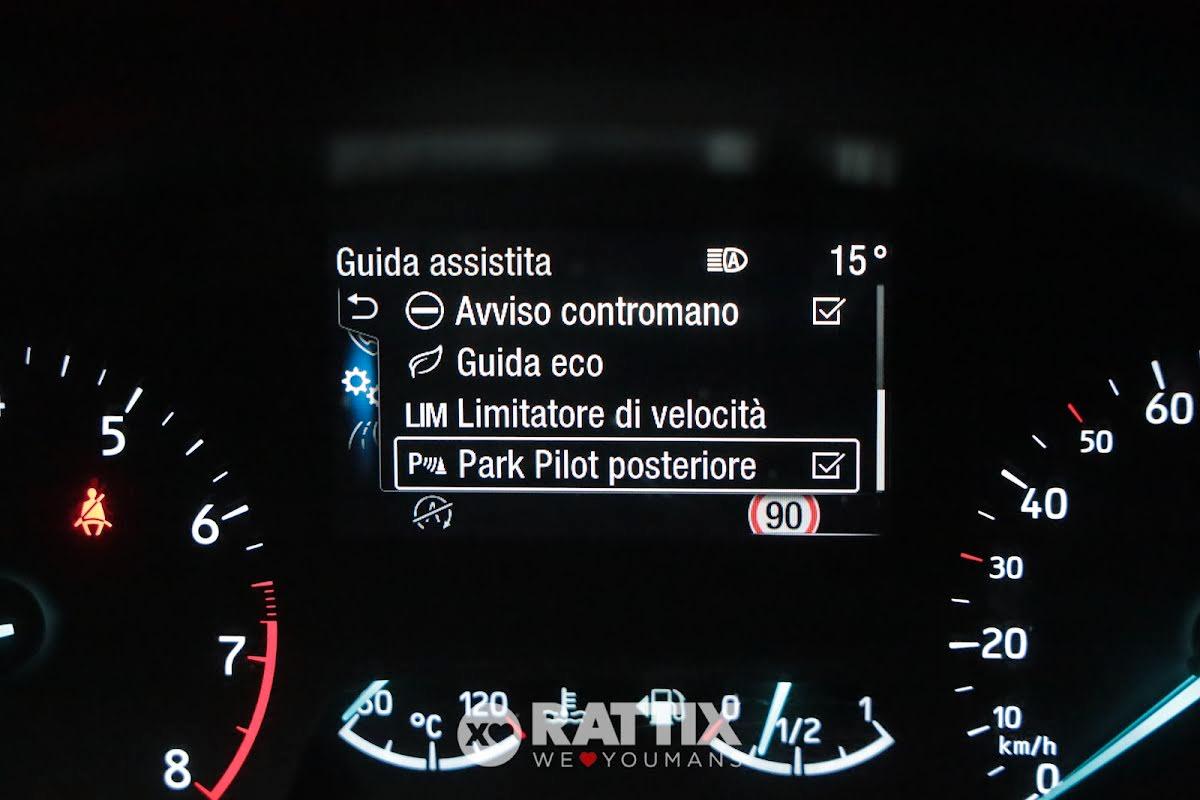 Guida assistita A 15°
Avviso contromano
Guida eco
LIM Limitatore di velocità
P Park Pilot posteriore
A 90
5
6
7
8
60 °C 120
0 1/2 1
60
50
40
30
20
10
km/h
0
RATTIX
WE YOUMANS